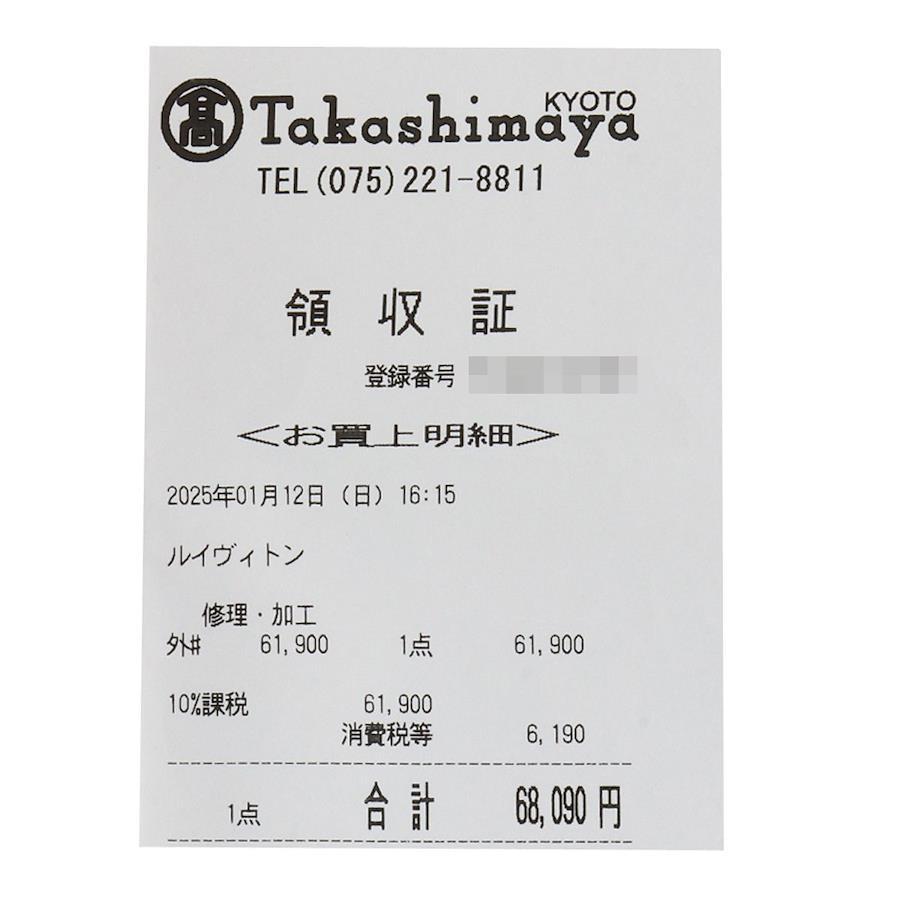 髙 Takashimaya KYOTO
TEL(075)221-8811
領 収 証
登録番号
<お買上明細>
2025年01月12日 (日) 16:15
ルイヴィトン
修理・加工
外# 61,900 1点 61,900
10%課税 61,900
消費税等 6,190
1点 合 計 68,090 円